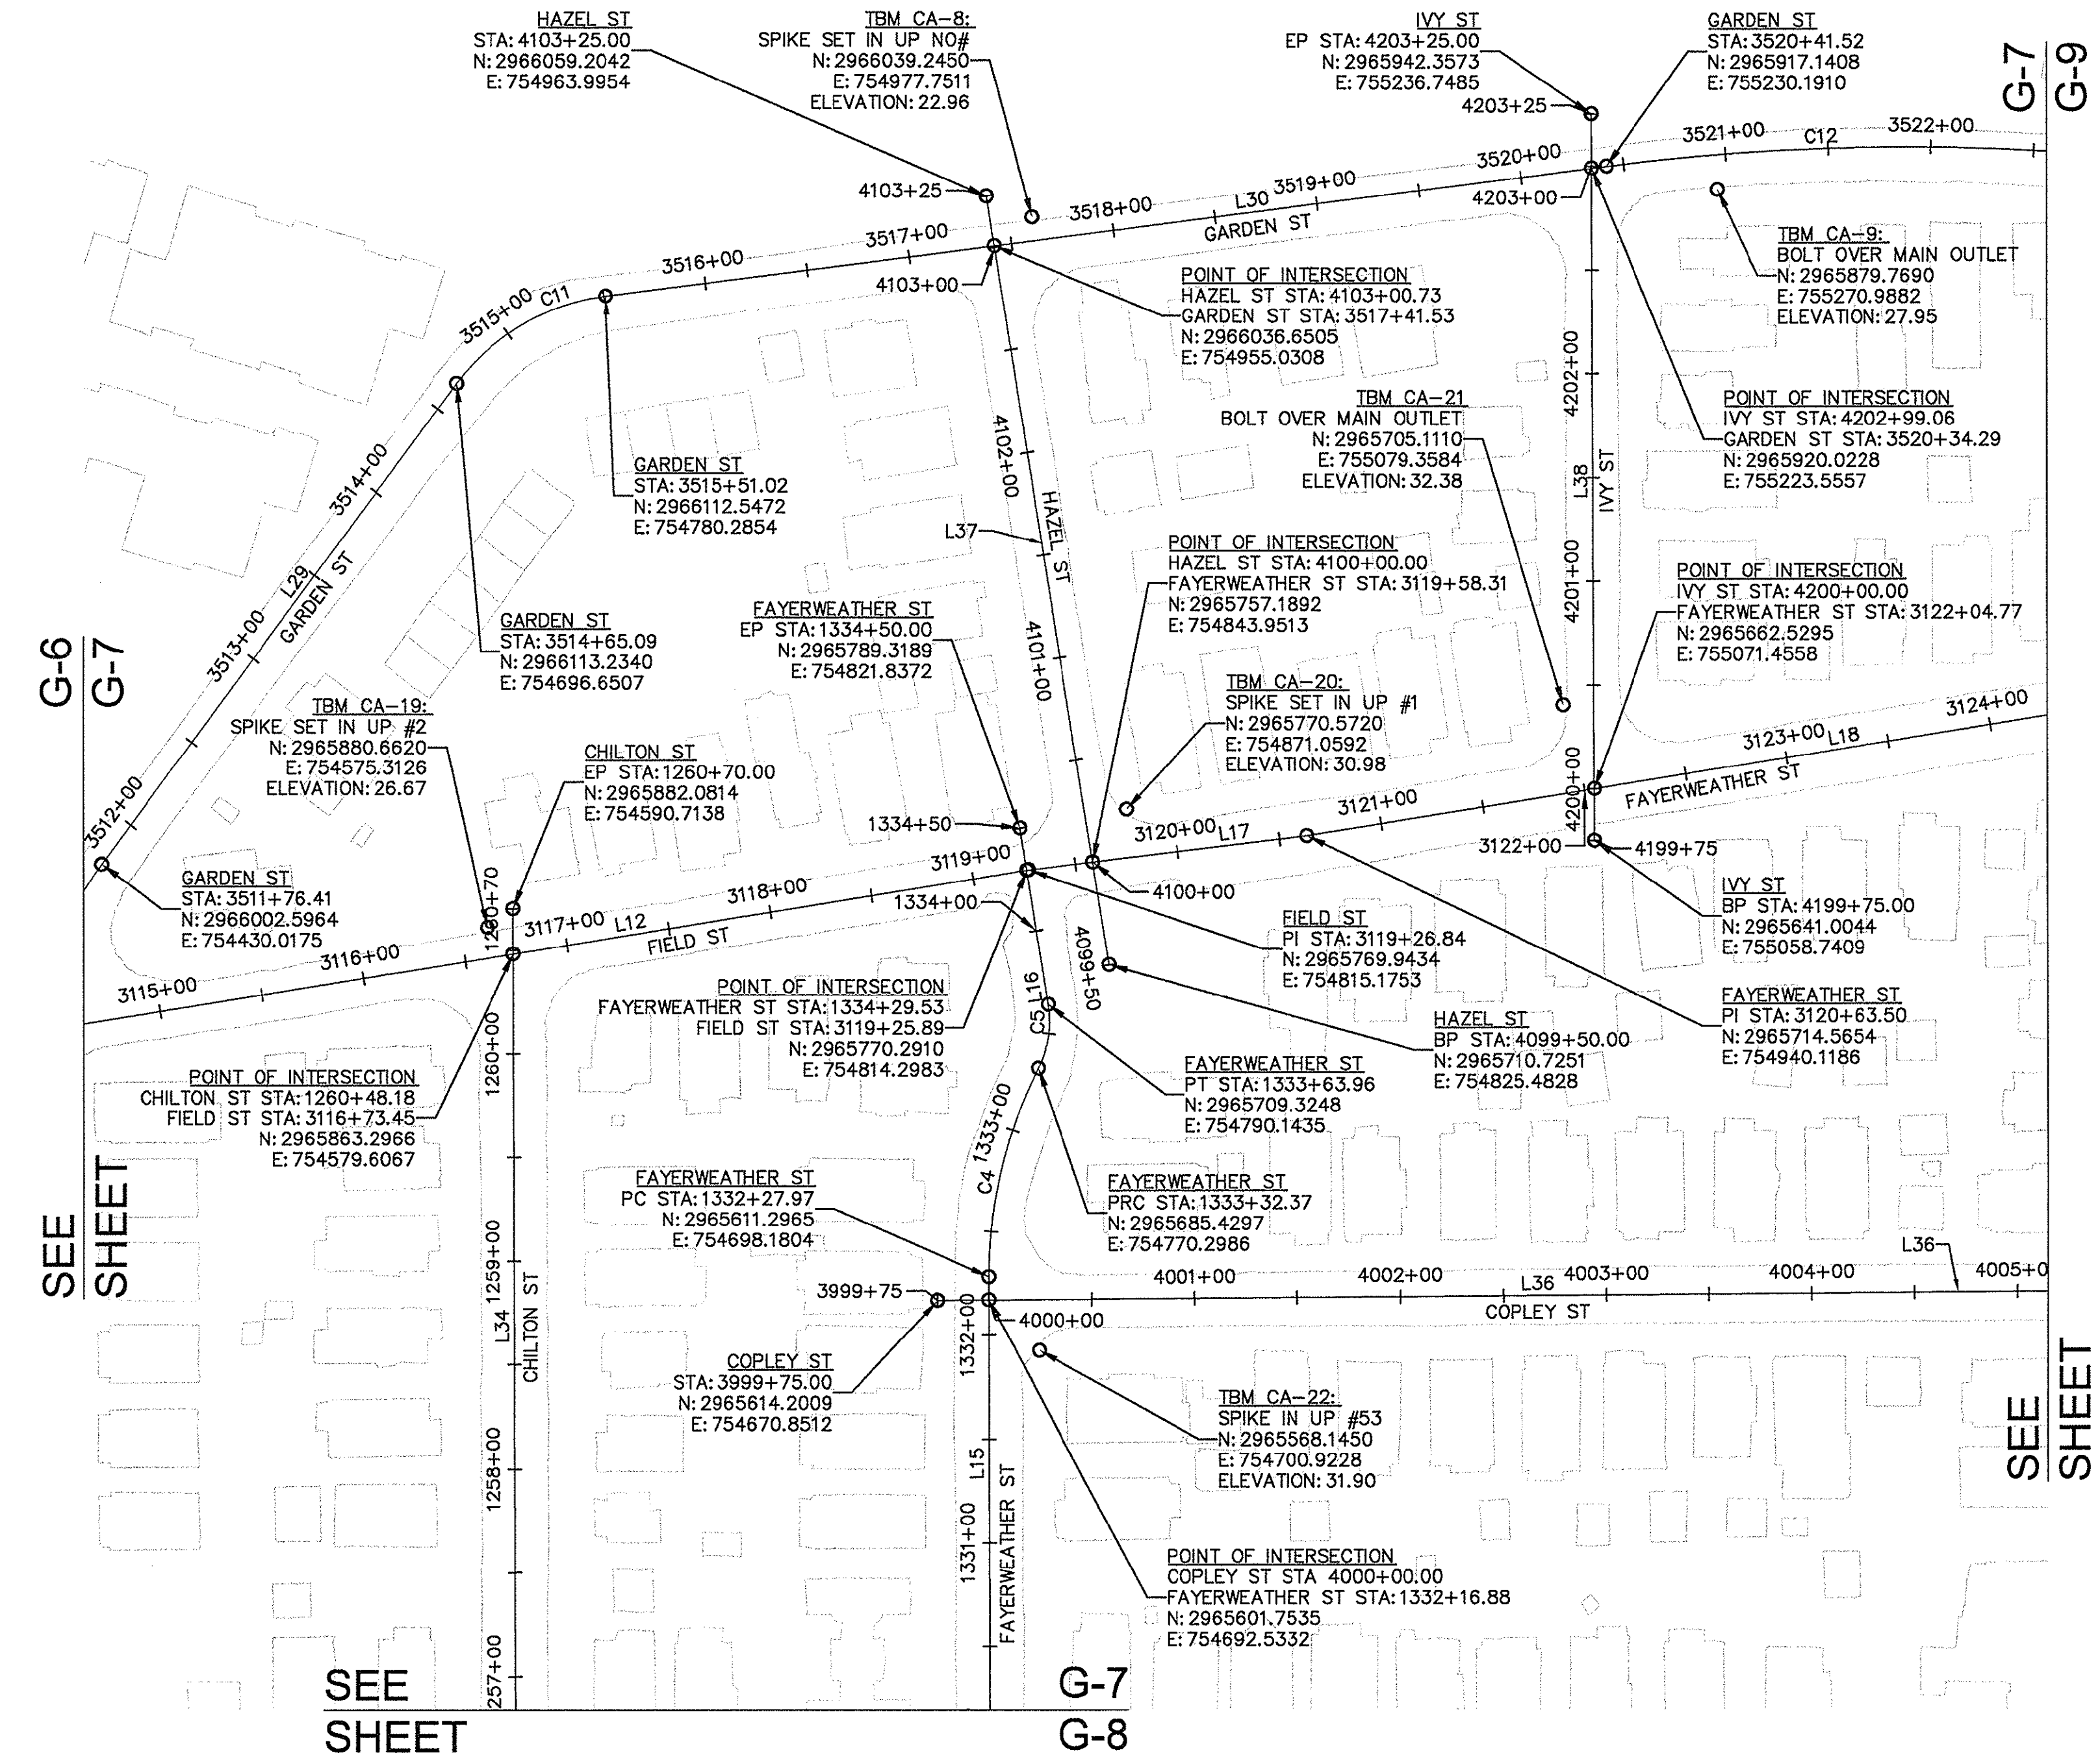 HAZEL ST
STA: 4103+25.00
N: 2966059.2042
E: 754963.9954
TBM CA-8:
SPIKE SET IN UP NO#
N: 2966039.2450
E: 754977.7511
ELEVATION: 22.96
IVY ST
EP STA: 4203+25.00
N: 2965942.3573
E: 755236.7485
GARDEN ST
STA: 3520+41.52
N: 2965917.1408
E: 755230.1910
G-7
G-9
4203+25
3521+00
C12
3522+00
3520+00
4203+00
3519+00
L30
3518+00
GARDEN ST
4103+25
3517+00
3516+00
4103+00
3515+00
C11
TBM CA-9:
BOLT OVER MAIN OUTLET
N: 2965879.7690
E: 755270.9882
ELEVATION: 27.95
POINT OF INTERSECTION
HAZEL ST STA: 4103+00.73
GARDEN ST STA: 3517+41.53
N: 2966036.6505
E: 754955.0308
4202+00
TBM CA-21
BOLT OVER MAIN OUTLET
N: 2965705.1110
E: 755079.3584
ELEVATION: 32.38
POINT OF INTERSECTION
IVY ST STA: 4202+99.06
GARDEN ST STA: 3520+34.29
N: 2965920.0228
E: 755223.5557
3514+00
GARDEN ST
STA: 3515+51.02
N: 2966112.5472
E: 754780.2854
4102+00
L38
IVY ST
L37
HAZEL ST
L29
GARDEN ST
3513+00
POINT OF INTERSECTION
HAZEL ST STA: 4100+00.00
FAYERWEATHER ST STA: 3119+58.31
N: 2965757.1892
E: 754843.9513
4201+00
POINT OF INTERSECTION
IVY ST STA: 4200+00.00
FAYERWEATHER ST STA: 3122+04.77
N: 2965662.5295
E: 755071.4558
GARDEN ST
STA: 3514+65.09
N: 2966113.2340
E: 754696.6507
FAYERWEATHER ST
EP STA: 1334+50.00
N: 2965789.3189
E: 754821.8372
4101+00
G-6
G-7
TBM CA-19:
SPIKE SET IN UP #2
N: 2965880.6620
E: 754575.3126
ELEVATION: 26.67
TBM CA-20:
SPIKE SET IN UP #1
N: 2965770.5720
E: 754871.0592
ELEVATION: 30.98
CHILTON ST
EP STA: 1260+70.00
N: 2965882.0814
E: 754590.7138
3124+00
3123+00
L18
FAYERWEATHER ST
3512+00
1334+50
3121+00
4200+00
3120+00
L17
3122+00
4199+75
3119+00
GARDEN ST
STA: 3511+76.41
N: 2966002.5964
E: 754430.0175
1260+70
3118+00
3117+00
L12
FIELD ST
1334+00
4100+00
IVY ST
BP STA: 4199+75.00
N: 2965641.0044
E: 755058.7409
3116+00
3115+00
4099+50
FIELD ST
PI STA: 3119+26.84
N: 2965769.9434
E: 754815.1753
POINT OF INTERSECTION
FAYERWEATHER ST STA: 1334+29.53
FIELD ST STA: 3119+25.89
N: 2965770.2910
E: 754814.2983
L16
C5
HAZEL ST
BP STA: 4099+50.00
N: 2965710.7251
E: 754825.4828
FAYERWEATHER ST
PI STA: 3120+63.50
N: 2965714.5654
E: 754940.1186
1260+00
POINT OF INTERSECTION
CHILTON ST STA: 1260+48.18
FIELD ST STA: 3116+73.45
N: 2965863.2966
E: 754579.6067
FAYERWEATHER ST
PT STA: 1333+63.96
N: 2965709.3248
E: 754790.1435
1333+00
C4
SEE
SHEET
FAYERWEATHER ST
PC STA: 1332+27.97
N: 2965611.2965
E: 754698.1804
FAYERWEATHER ST
PRC STA: 1333+32.37
N: 2965685.4297
E: 754770.2986
L36
1259+00
L34
CHILTON ST
3999+75
4001+00
4002+00
L36
4003+00
4004+00
4005+0
COPLEY ST
4000+00
1332+00
COPLEY ST
STA: 3999+75.00
N: 2965614.2009
E: 754670.8512
TBM CA-22:
SPIKE IN UP #53
N: 2965568.1450
E: 754700.9228
ELEVATION: 31.90
SEE
SHEET
1258+00
L15
FAYERWEATHER ST
1331+00
POINT OF INTERSECTION
COPLEY ST STA 4000+00.00
FAYERWEATHER ST STA: 1332+16.88
N: 2965601.7535
E: 754692.5332
257+00
SEE
SHEET
G-7
G-8